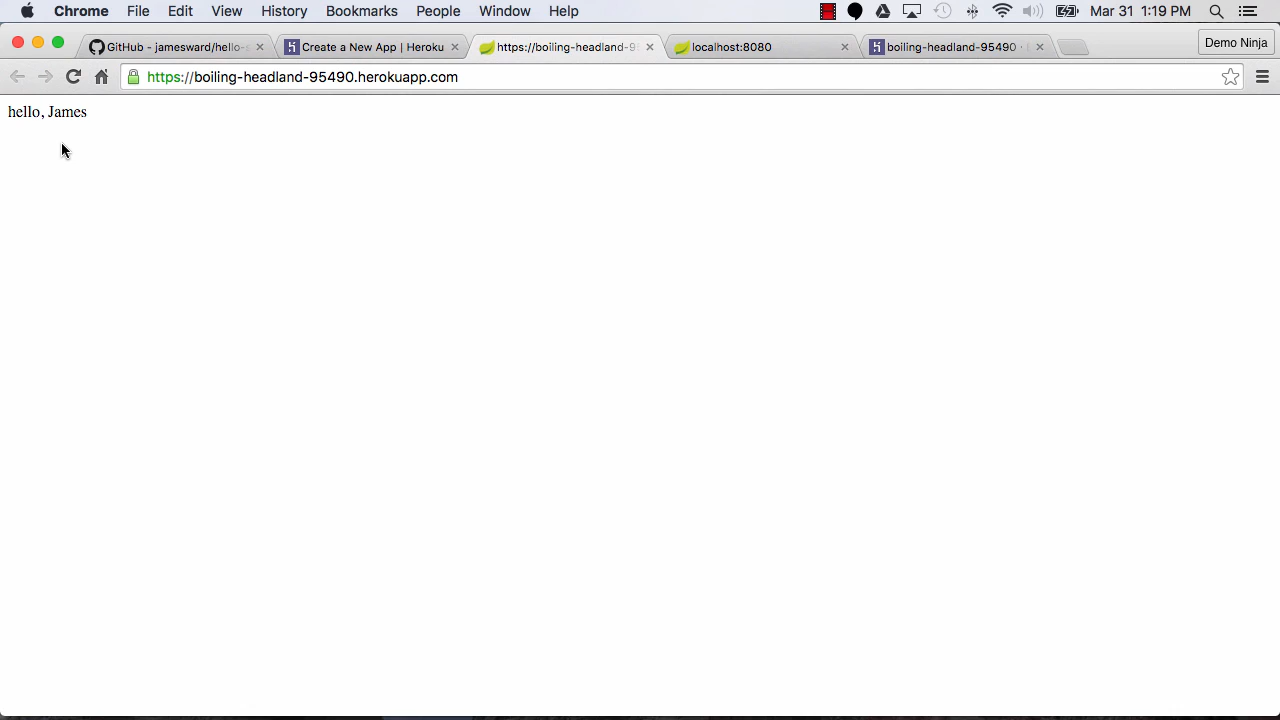 Chrome File Edit View History Bookmarks People Window Help Mar 31 1:19 PM
GitHub - jamesward/hello-s Create a New App | Heroku https://boiling-headland-95 localhost:8080 boiling-headland-95490 · Demo Ninja
https://boiling-headland-95490.herokuapp.com
hello, James